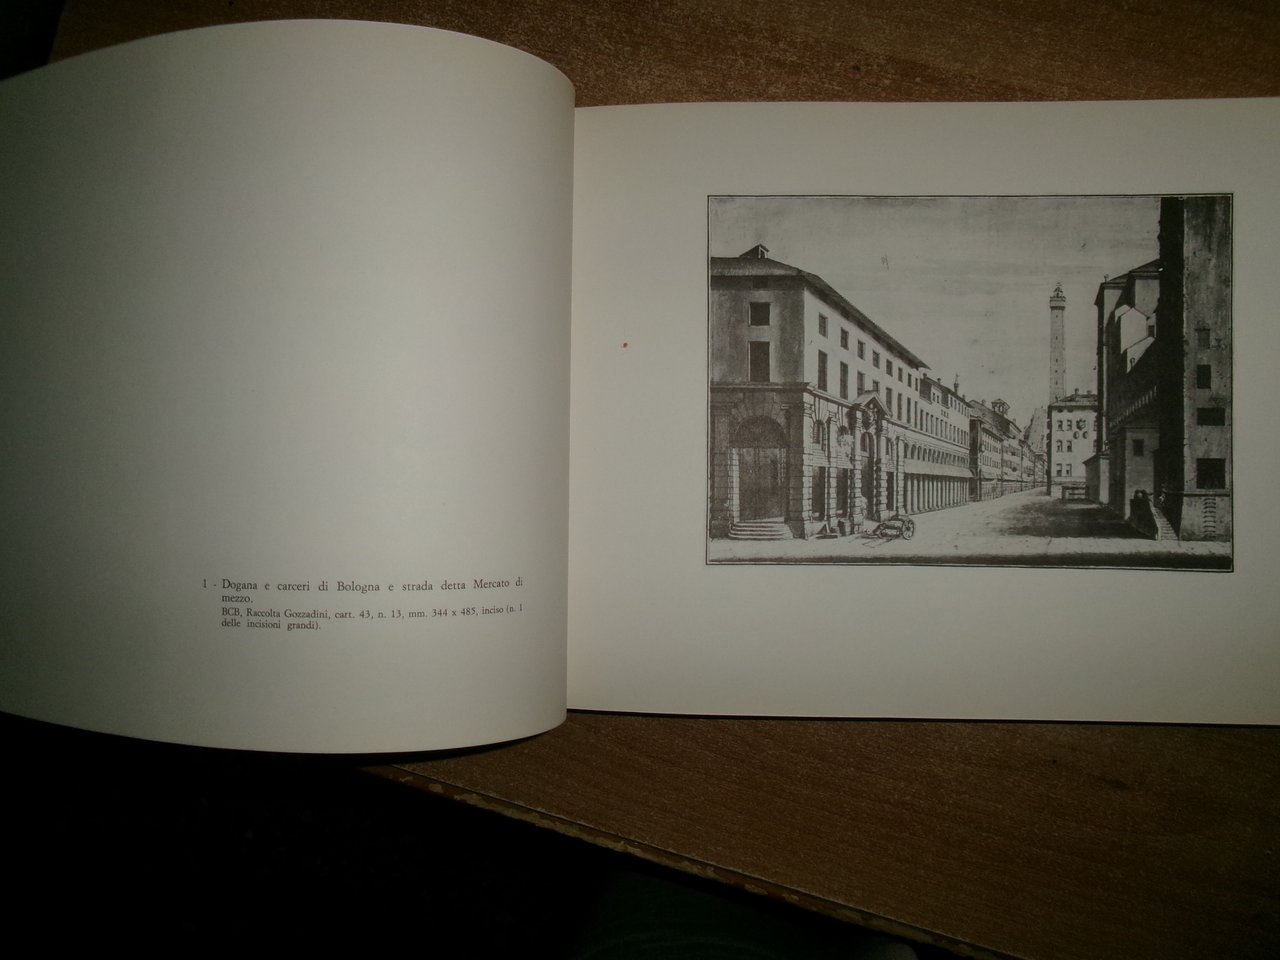 1 - Dogana e carceri di Bologna e strada detta Mercato di
mezzo.
BCB, Raccolta Gozzadini, cart. 43, n. 13, mm. 344 x 485, inciso (n. 1
delle incisioni grandi).